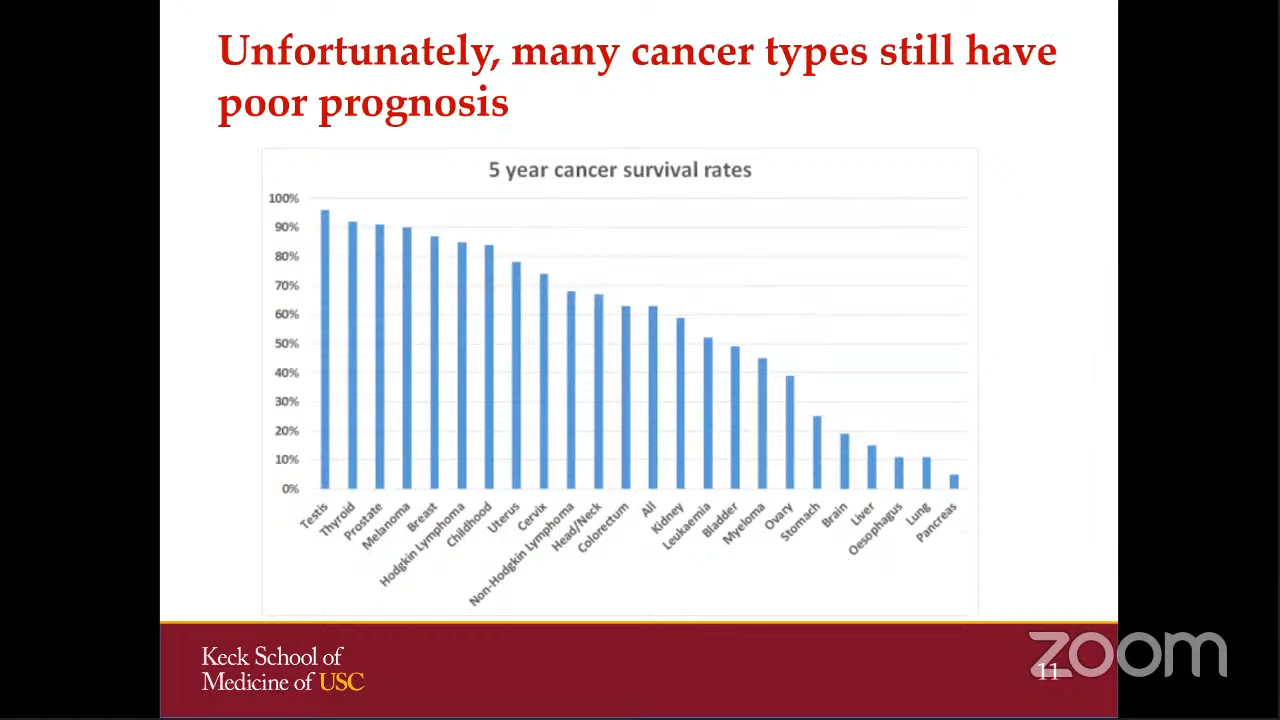 Unfortunately, many cancer types still have
poor prognosis
5 year cancer survival rates
100%
90%
80%
70%
60%
50%
40%
30%
20%
10%
0%
Testis
Thyroid
Prostate
Melanoma
Breast
Hodgkin Lymphoma
Childhood
Uterus
Cervix
Non-Hodgkin Lymphoma
Head/Neck
Colorectum
All
Kidney
Leukaemia
Bladder
Myeloma
Ovary
Stomach
Brain
Liver
Oesophagus
Lung
Pancreas
Keck School of
Medicine of USC
11
zoom